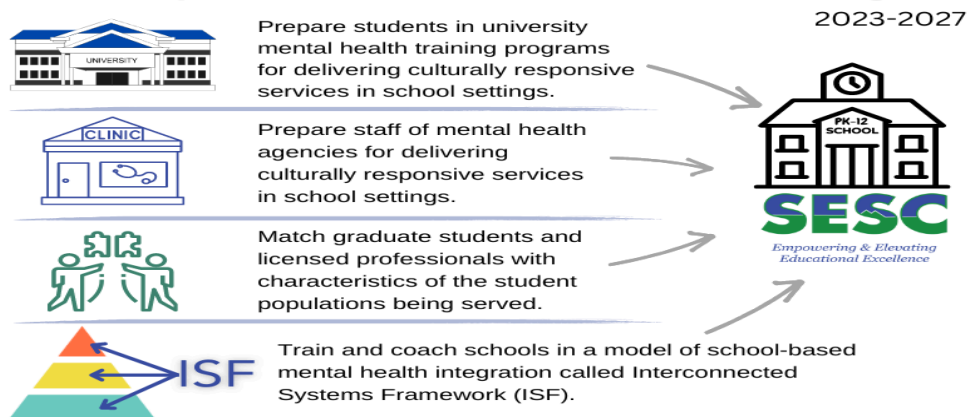 2023-2027
UNIVERSITY
Prepare students in university
mental health training programs
for delivering culturally responsive
services in school settings.
CLINIC
Prepare staff of mental health
agencies for delivering
culturally responsive services
in school settings.
PK-12
SCHOOL
SESC
Empowering & Elevating
Educational Excellence
Match graduate students and
licensed professionals with
characteristics of the student
populations being served.
ISF
Train and coach schools in a model of school-based
mental health integration called Interconnected
Systems Framework (ISF).